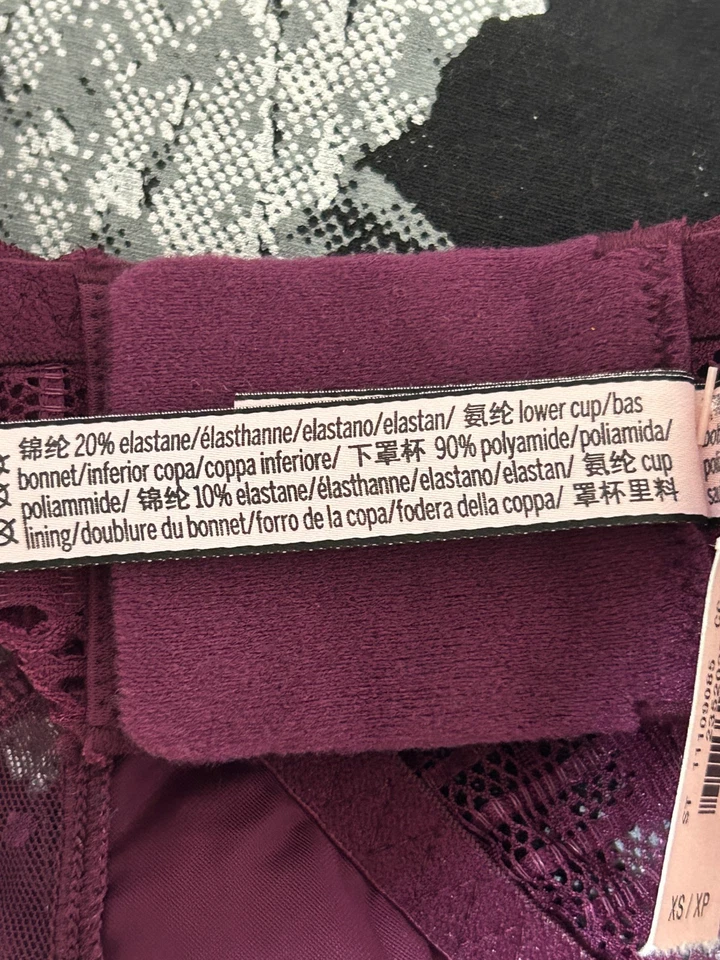 锦纶 20% elastane/élasthanne/elastano/elastan/ 氨纶 lower cup/bas
bonnet/inferior copa/coppa inferiore/ 下罩杯 90% polyamide/poliamida/
poliammide/ 锦纶 10% elastane/élasthanne/elastano/elastan/ 氨纶 cup
lining/doublure du bonnet/forro de la copa/fodera della coppa/ 罩杯里料
ST 11109085
XS/XP